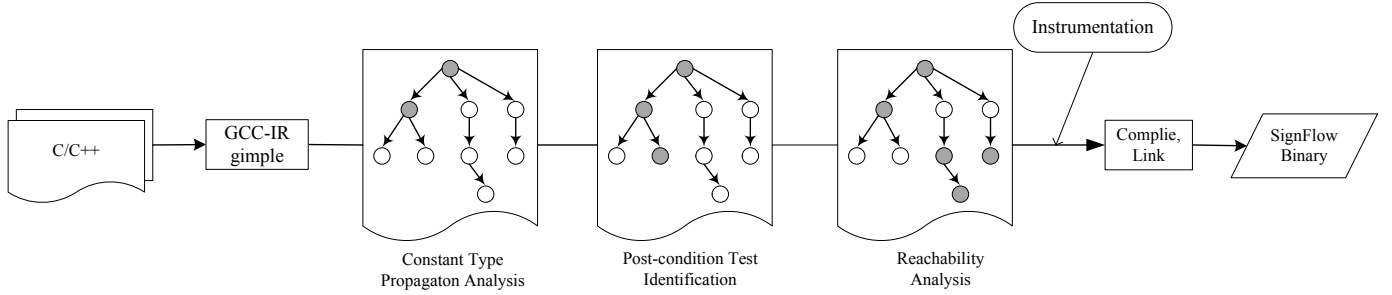 Instrumentation
C/C++
GCC-IR
gimple
Complie,
Link
SignFlow
Binary
Constant Type
Propagaton Analysis
Post-condition Test
Identification
Reachability
Analysis